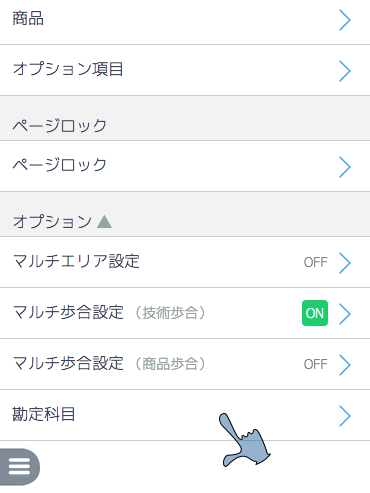 商品
オプション項目
ページロック
ページロック
オプション ▲
マルチエリア設定 OFF
マルチ歩合設定 （技術歩合） ON
マルチ歩合設定 （商品歩合） OFF
勘定科目